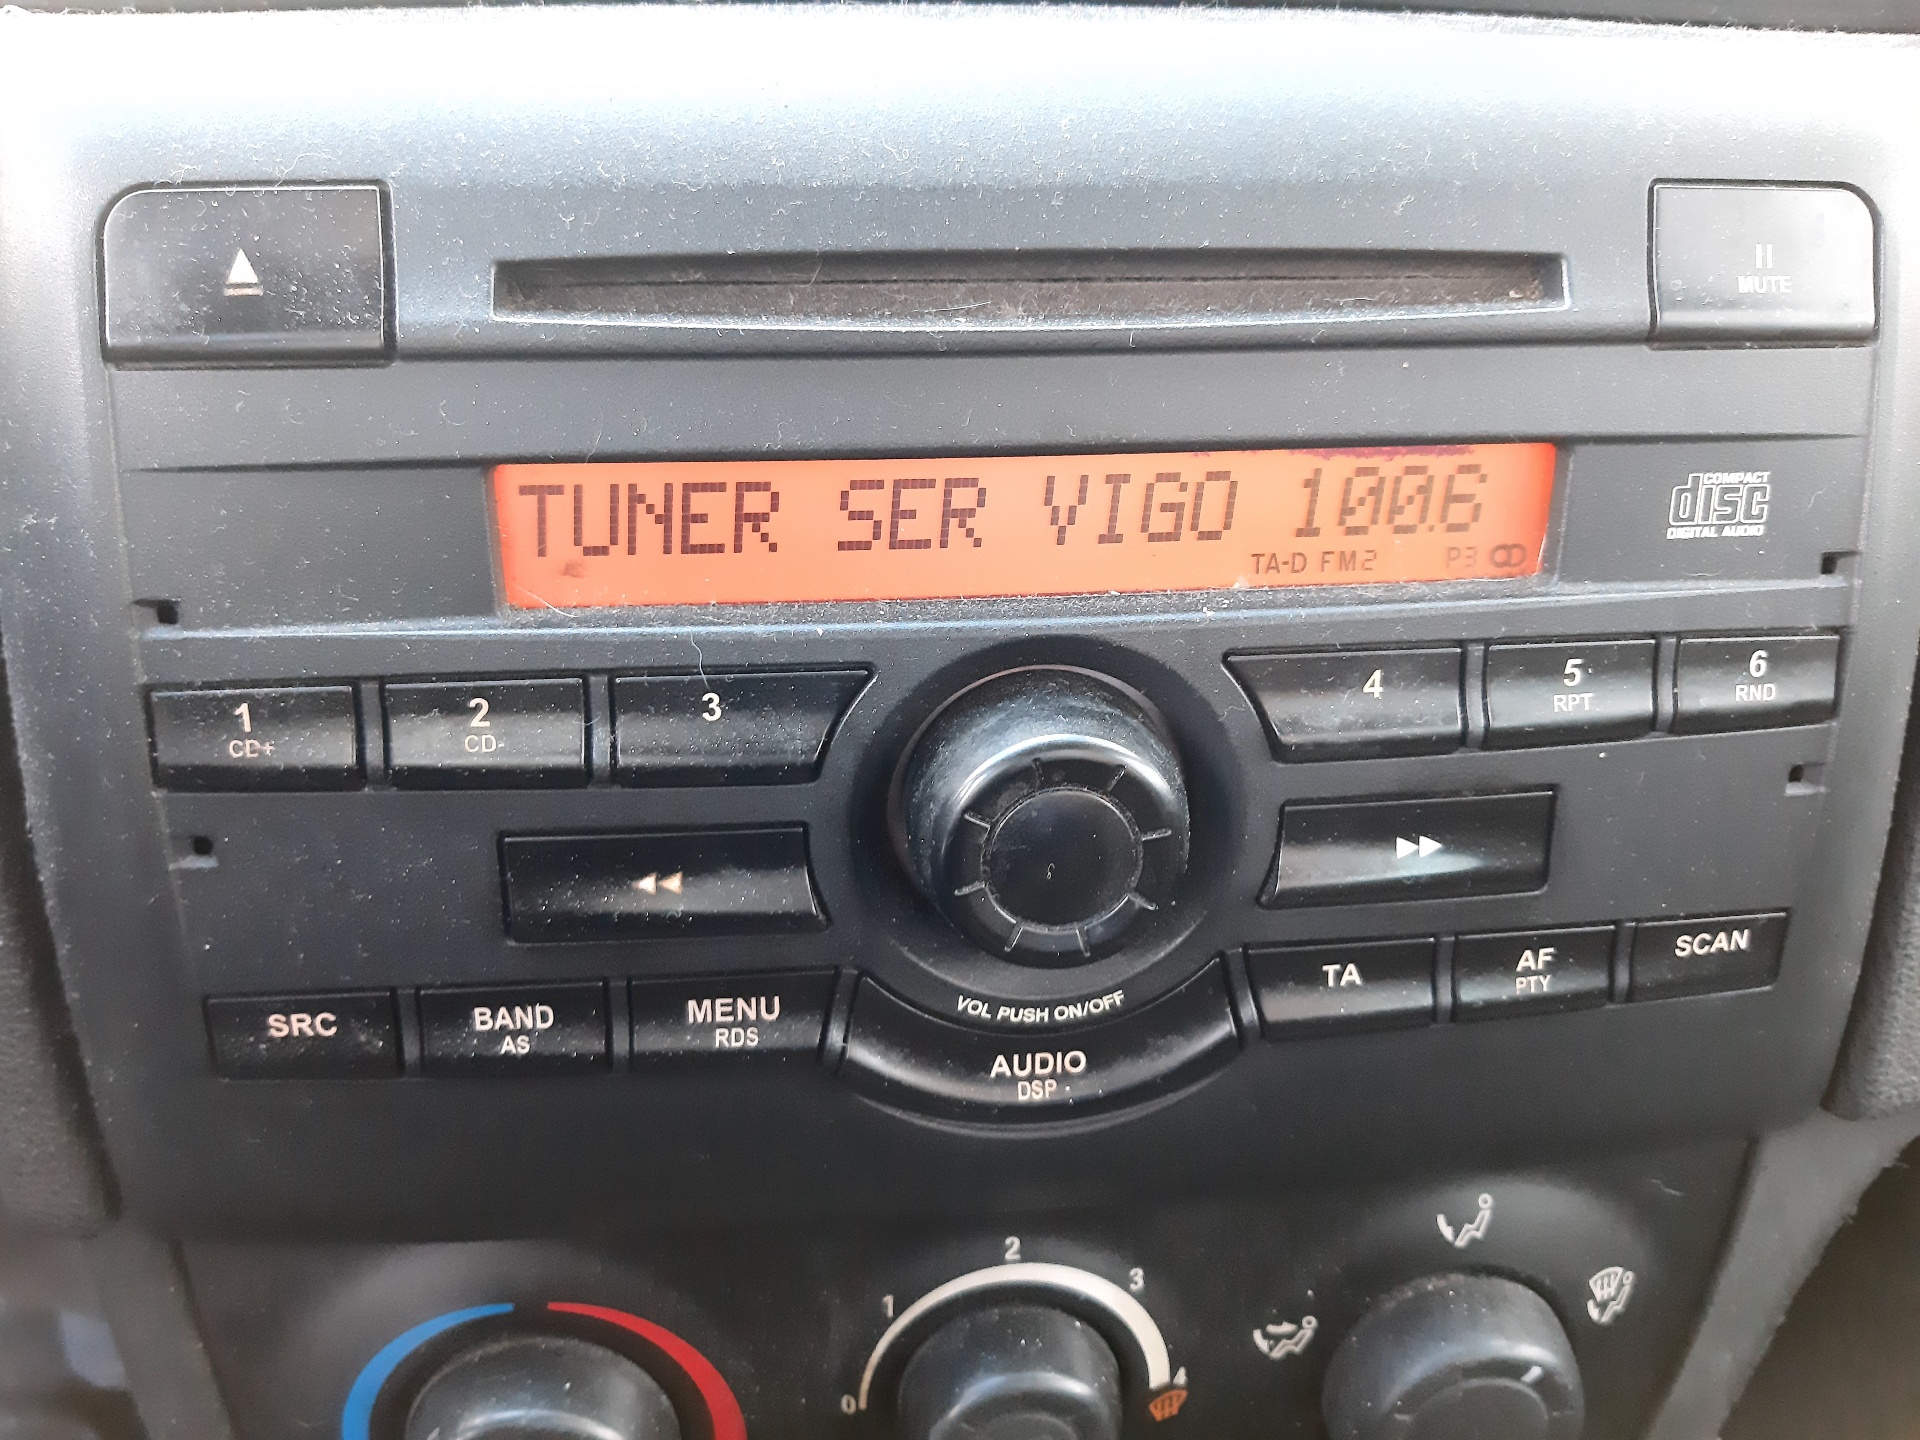 MUTE
TUNER SER VIGO 100.6
TA-D FM2 P3
COMPACT
disc
DIGITAL AUDIO
1 2 3 4 5 6
CD+ CD- RPT RND
SRC BAND MENU TA AF SCAN
AS RDS PTY
VOL PUSH ON/OFF
AUDIO
DSP
0 1 2 3 4